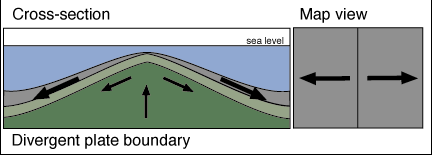 Cross-section
Map view
sea level
Divergent plate boundary